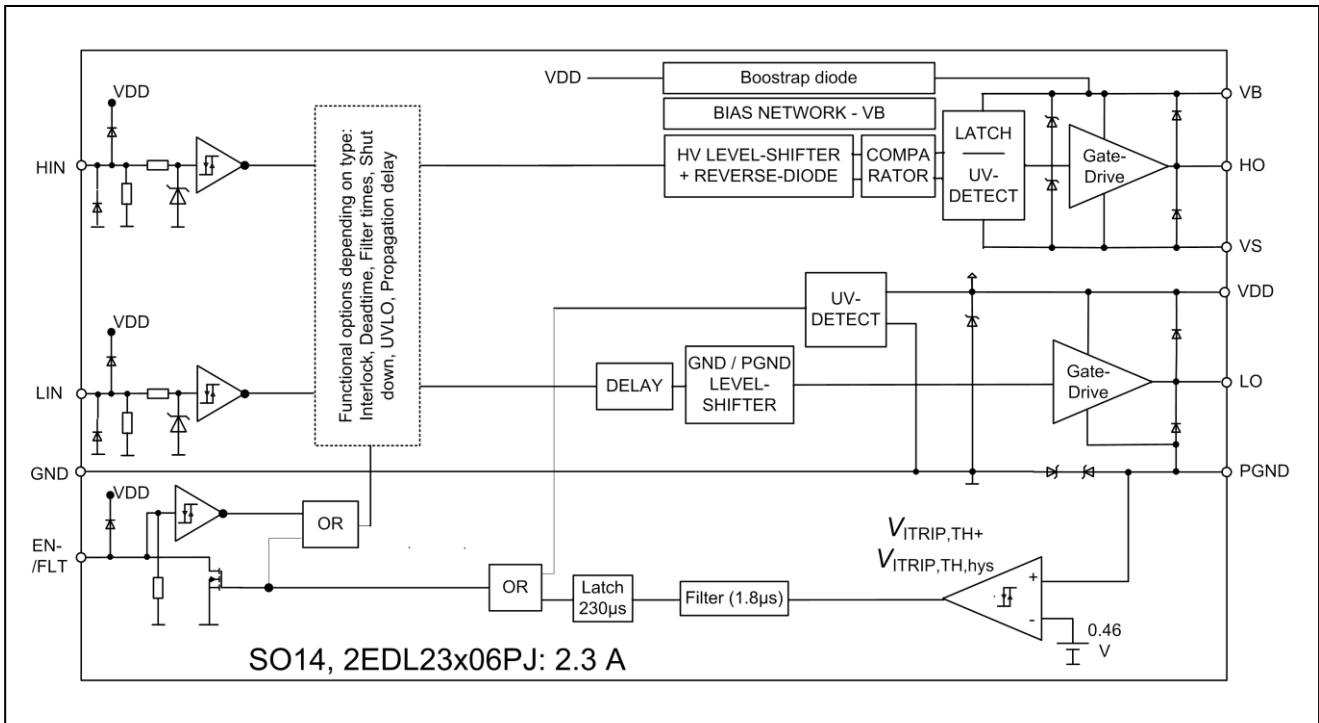 VDD
Boostrap diode
VB
VDD
BIAS NETWORK - VB
HIN
Functional options depending on type:
Interlock, Deadtime, Filter times, Shut
down, UVLO, Propagation delay
HV LEVEL-SHIFTER
+ REVERSE-DIODE
COMPA
RATOR
LATCH
UV-
DETECT
Gate-
Drive
HO
VS
VDD
VDD
UV-
DETECT
LIN
DELAY
GND / PGND
LEVEL-
SHIFTER
Gate-
Drive
LO
GND
PGND
VDD
OR
EN-
/FLT
VITRIP,TH+
VITRIP,TH,hys
OR
Latch
230µs
Filter (1.8µs)
+
-
0.46
V
SO14, 2EDL23x06PJ: 2.3 A